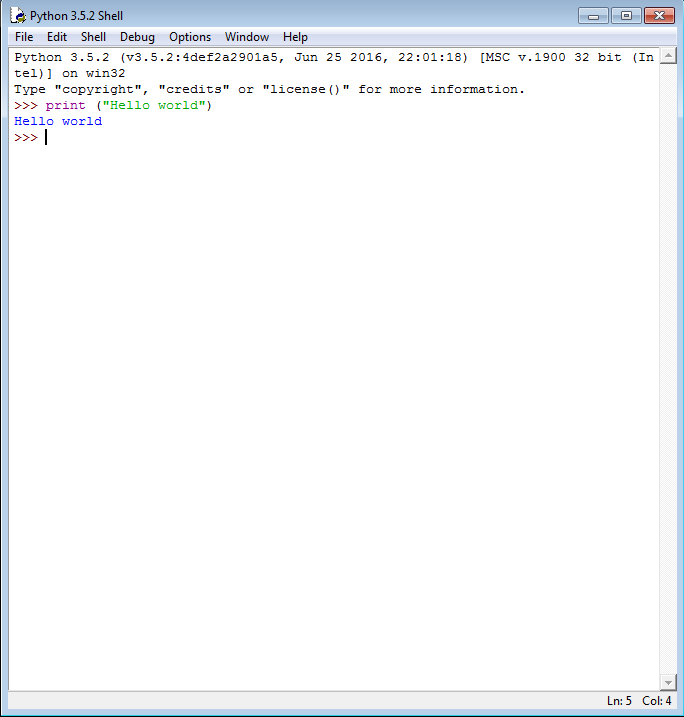 Python 3.5.2 Shell
File Edit Shell Debug Options Window Help
Python 3.5.2 (v3.5.2:4def2a2901a5, Jun 25 2016, 22:01:18) [MSC v.1900 32 bit (In
tel)] on win32
Type "copyright", "credits" or "license()" for more information.
>>> print ("Hello world")
Hello world
>>>
Ln: 5 Col: 4